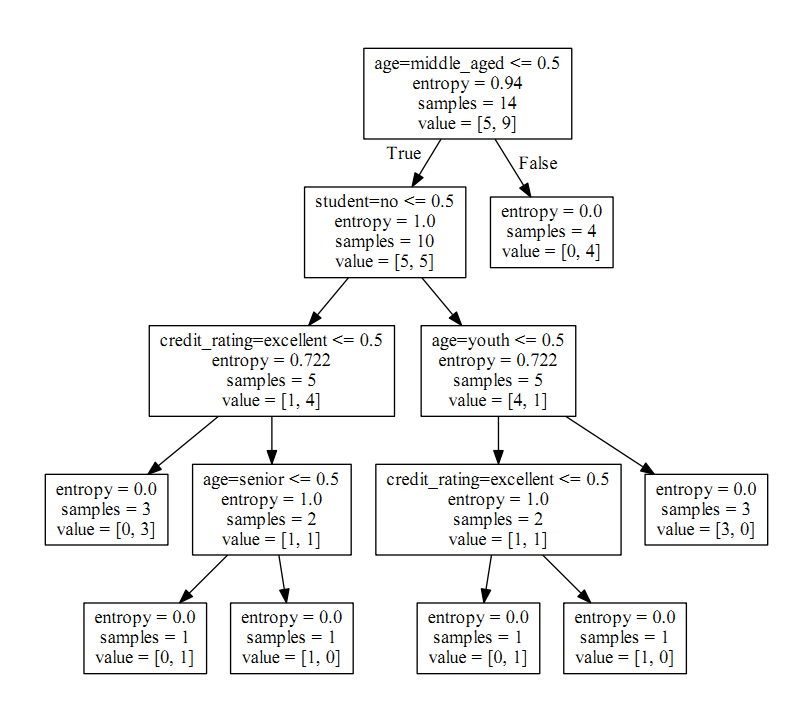 age=middle_aged <= 0.5
entropy = 0.94
samples = 14
value = [5, 9]
True
False
student=no <= 0.5
entropy = 1.0
samples = 10
value = [5, 5]
entropy = 0.0
samples = 4
value = [0, 4]
credit_rating=excellent <= 0.5
entropy = 0.722
samples = 5
value = [1, 4]
age=youth <= 0.5
entropy = 0.722
samples = 5
value = [4, 1]
entropy = 0.0
samples = 3
value = [0, 3]
age=senior <= 0.5
entropy = 1.0
samples = 2
value = [1, 1]
credit_rating=excellent <= 0.5
entropy = 1.0
samples = 2
value = [1, 1]
entropy = 0.0
samples = 3
value = [3, 0]
entropy = 0.0
samples = 1
value = [0, 1]
entropy = 0.0
samples = 1
value = [1, 0]
entropy = 0.0
samples = 1
value = [0, 1]
entropy = 0.0
samples = 1
value = [1, 0]